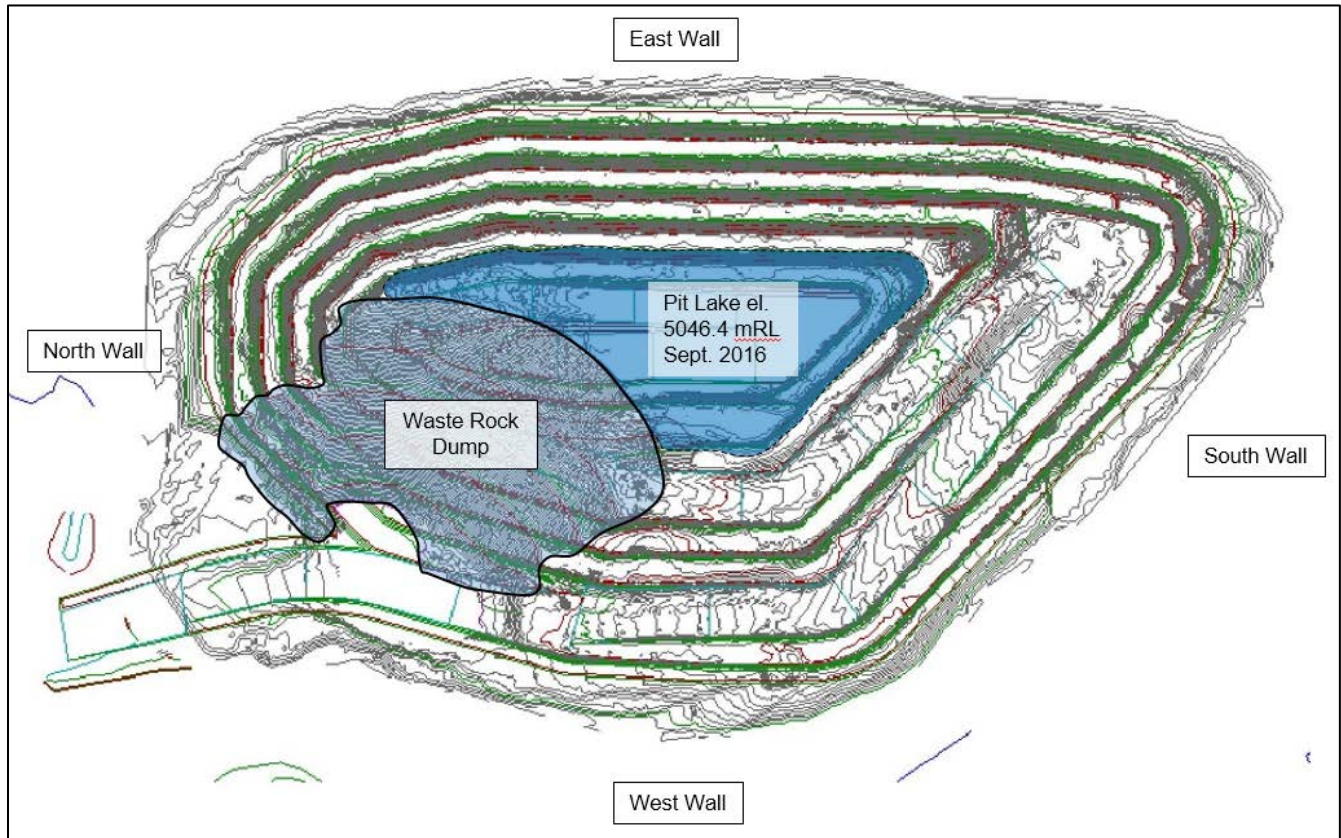 East Wall
Pit Lake el.
5046.4 mRL
Sept. 2016
North Wall
Waste Rock
Dump
South Wall
West Wall